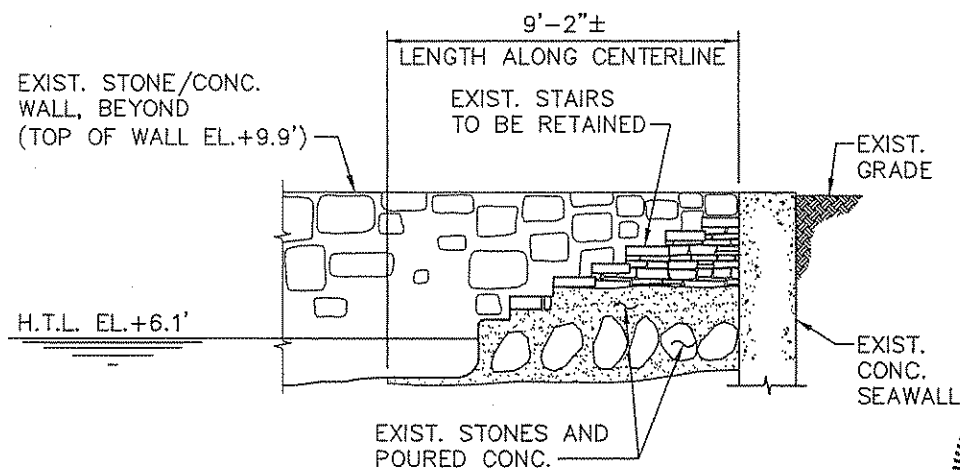 9'-2"±
LENGTH ALONG CENTERLINE
EXIST. STONE/CONC.
WALL, BEYOND
(TOP OF WALL EL.+9.9')
EXIST. STAIRS
TO BE RETAINED
EXIST.
GRADE
H.T.L. EL.+6.1'
EXIST.
CONC.
SEAWALL
EXIST. STONES AND
POURED CONC.